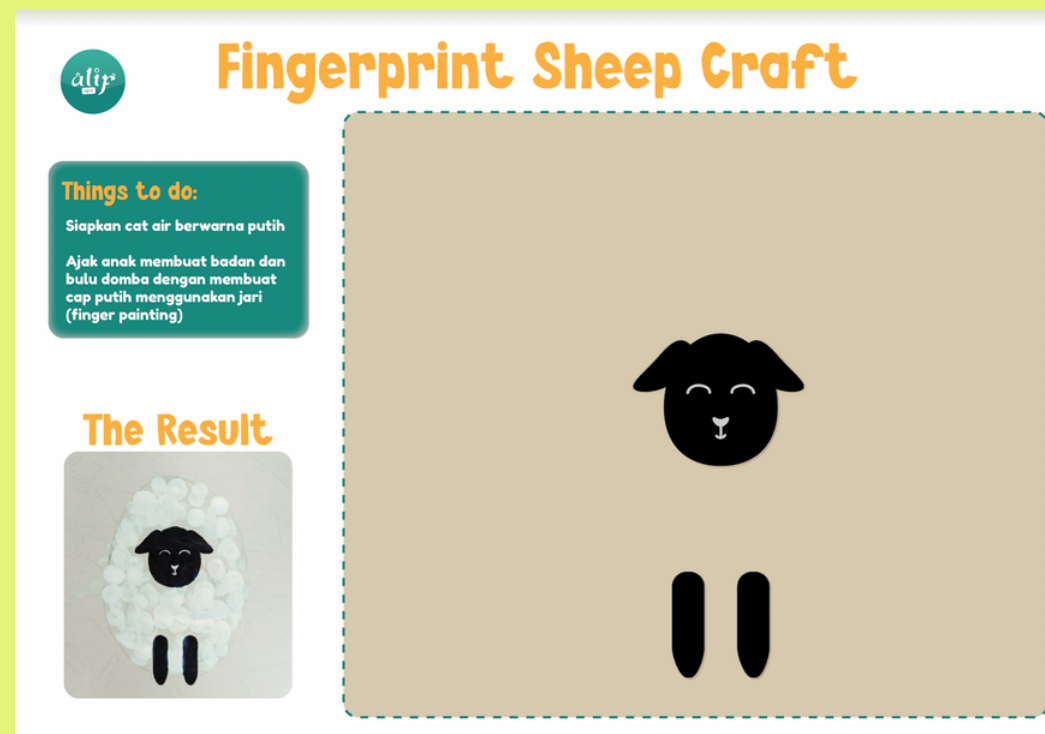 alif
Fingerprint Sheep Craft
Things to do:
Siapkan cat air berwarna putih
Ajak anak membuat badan dan
bulu domba dengan membuat
cap putih menggunakan jari
(finger painting)
The Result